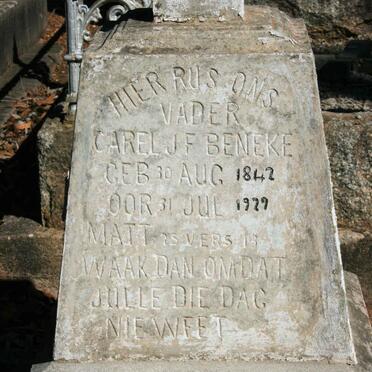 HIER RUS ONS
VADER
CAREL J F BENEKE
GEB 30 AUG 1842
OOR 31 JUL 1929
MATT 25 VERS 13
WAAK DAN OMDAT
JULLE DIE DAG
NIE WEET